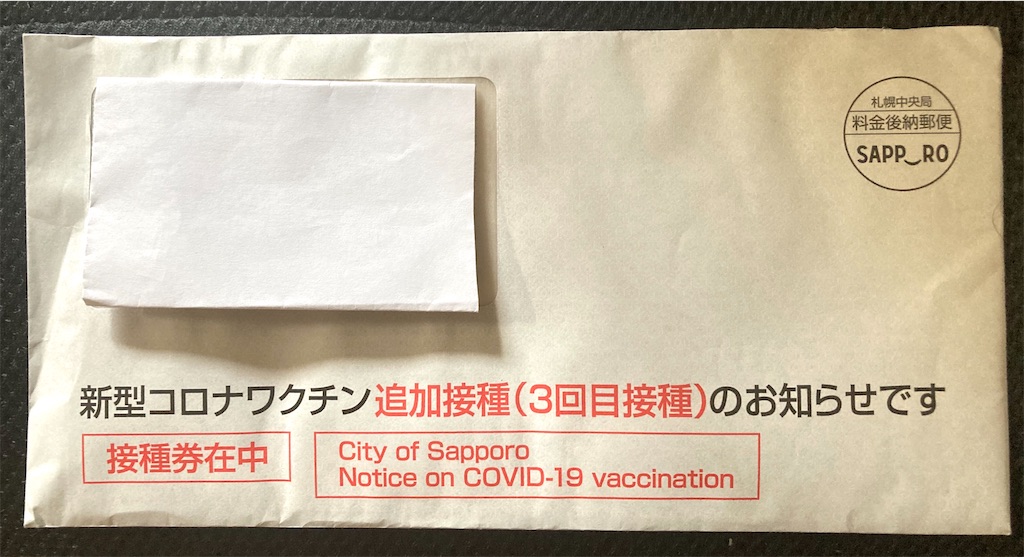 札幌中央局
料金後納郵便
SAPP‿RO
新型コロナワクチン追加接種(3回目接種)のお知らせです
接種券在中
City of Sapporo
Notice on COVID-19 vaccination